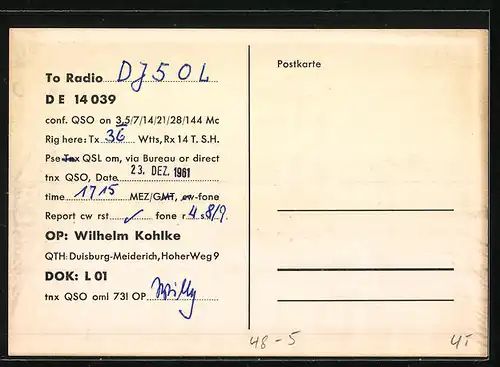 To Radio DJ5OL
DE 14039
conf. QSO on 3,5/7/14/21/28/144 Mc
Rig here: Tx 36 Wtts, Rx 14 T. S.H.
Pse Tnx QSL om, via Bureau or direct
tnx QSO, Date 23. DEZ. 1961
time 1715 MEZ/GMT, cw-fone
Report cw rst ✓ fone r 4 s 8/9.
OP: Wilhelm Kohlke
QTH: Duisburg-Meiderich, Hoher Weg 9
DOK: L 01
tnx QSO oml 73! OP Willy
Postkarte
48-5